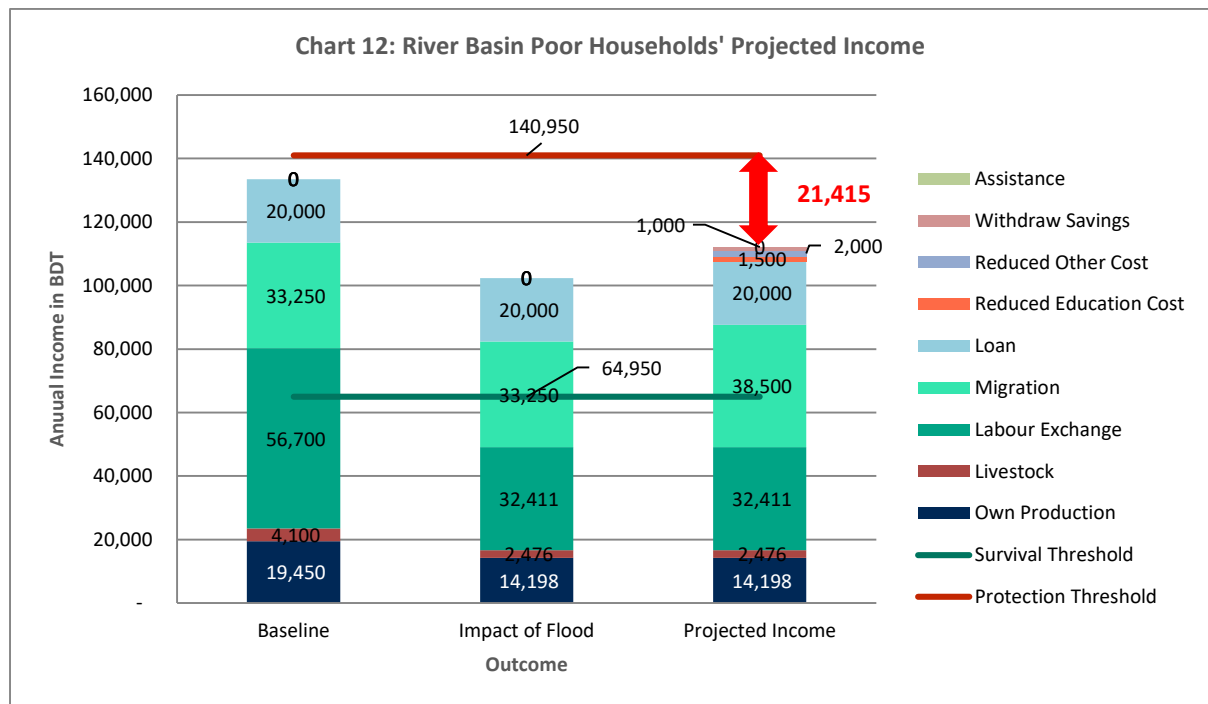 Chart 12: River Basin Poor Households' Projected Income
Anuual Income in BDT
160,000
140,000
120,000
100,000
80,000
60,000
40,000
20,000
-
140,950
64,950
21,415
0
20,000
33,250
56,700
4,100
19,450
0
20,000
33,250
32,411
2,476
14,198
1,000
0
2,000
1,500
20,000
38,500
32,411
2,476
14,198
Baseline
Impact of Flood
Projected Income
Outcome
Assistance
Withdraw Savings
Reduced Other Cost
Reduced Education Cost
Loan
Migration
Labour Exchange
Livestock
Own Production
Survival Threshold
Protection Threshold